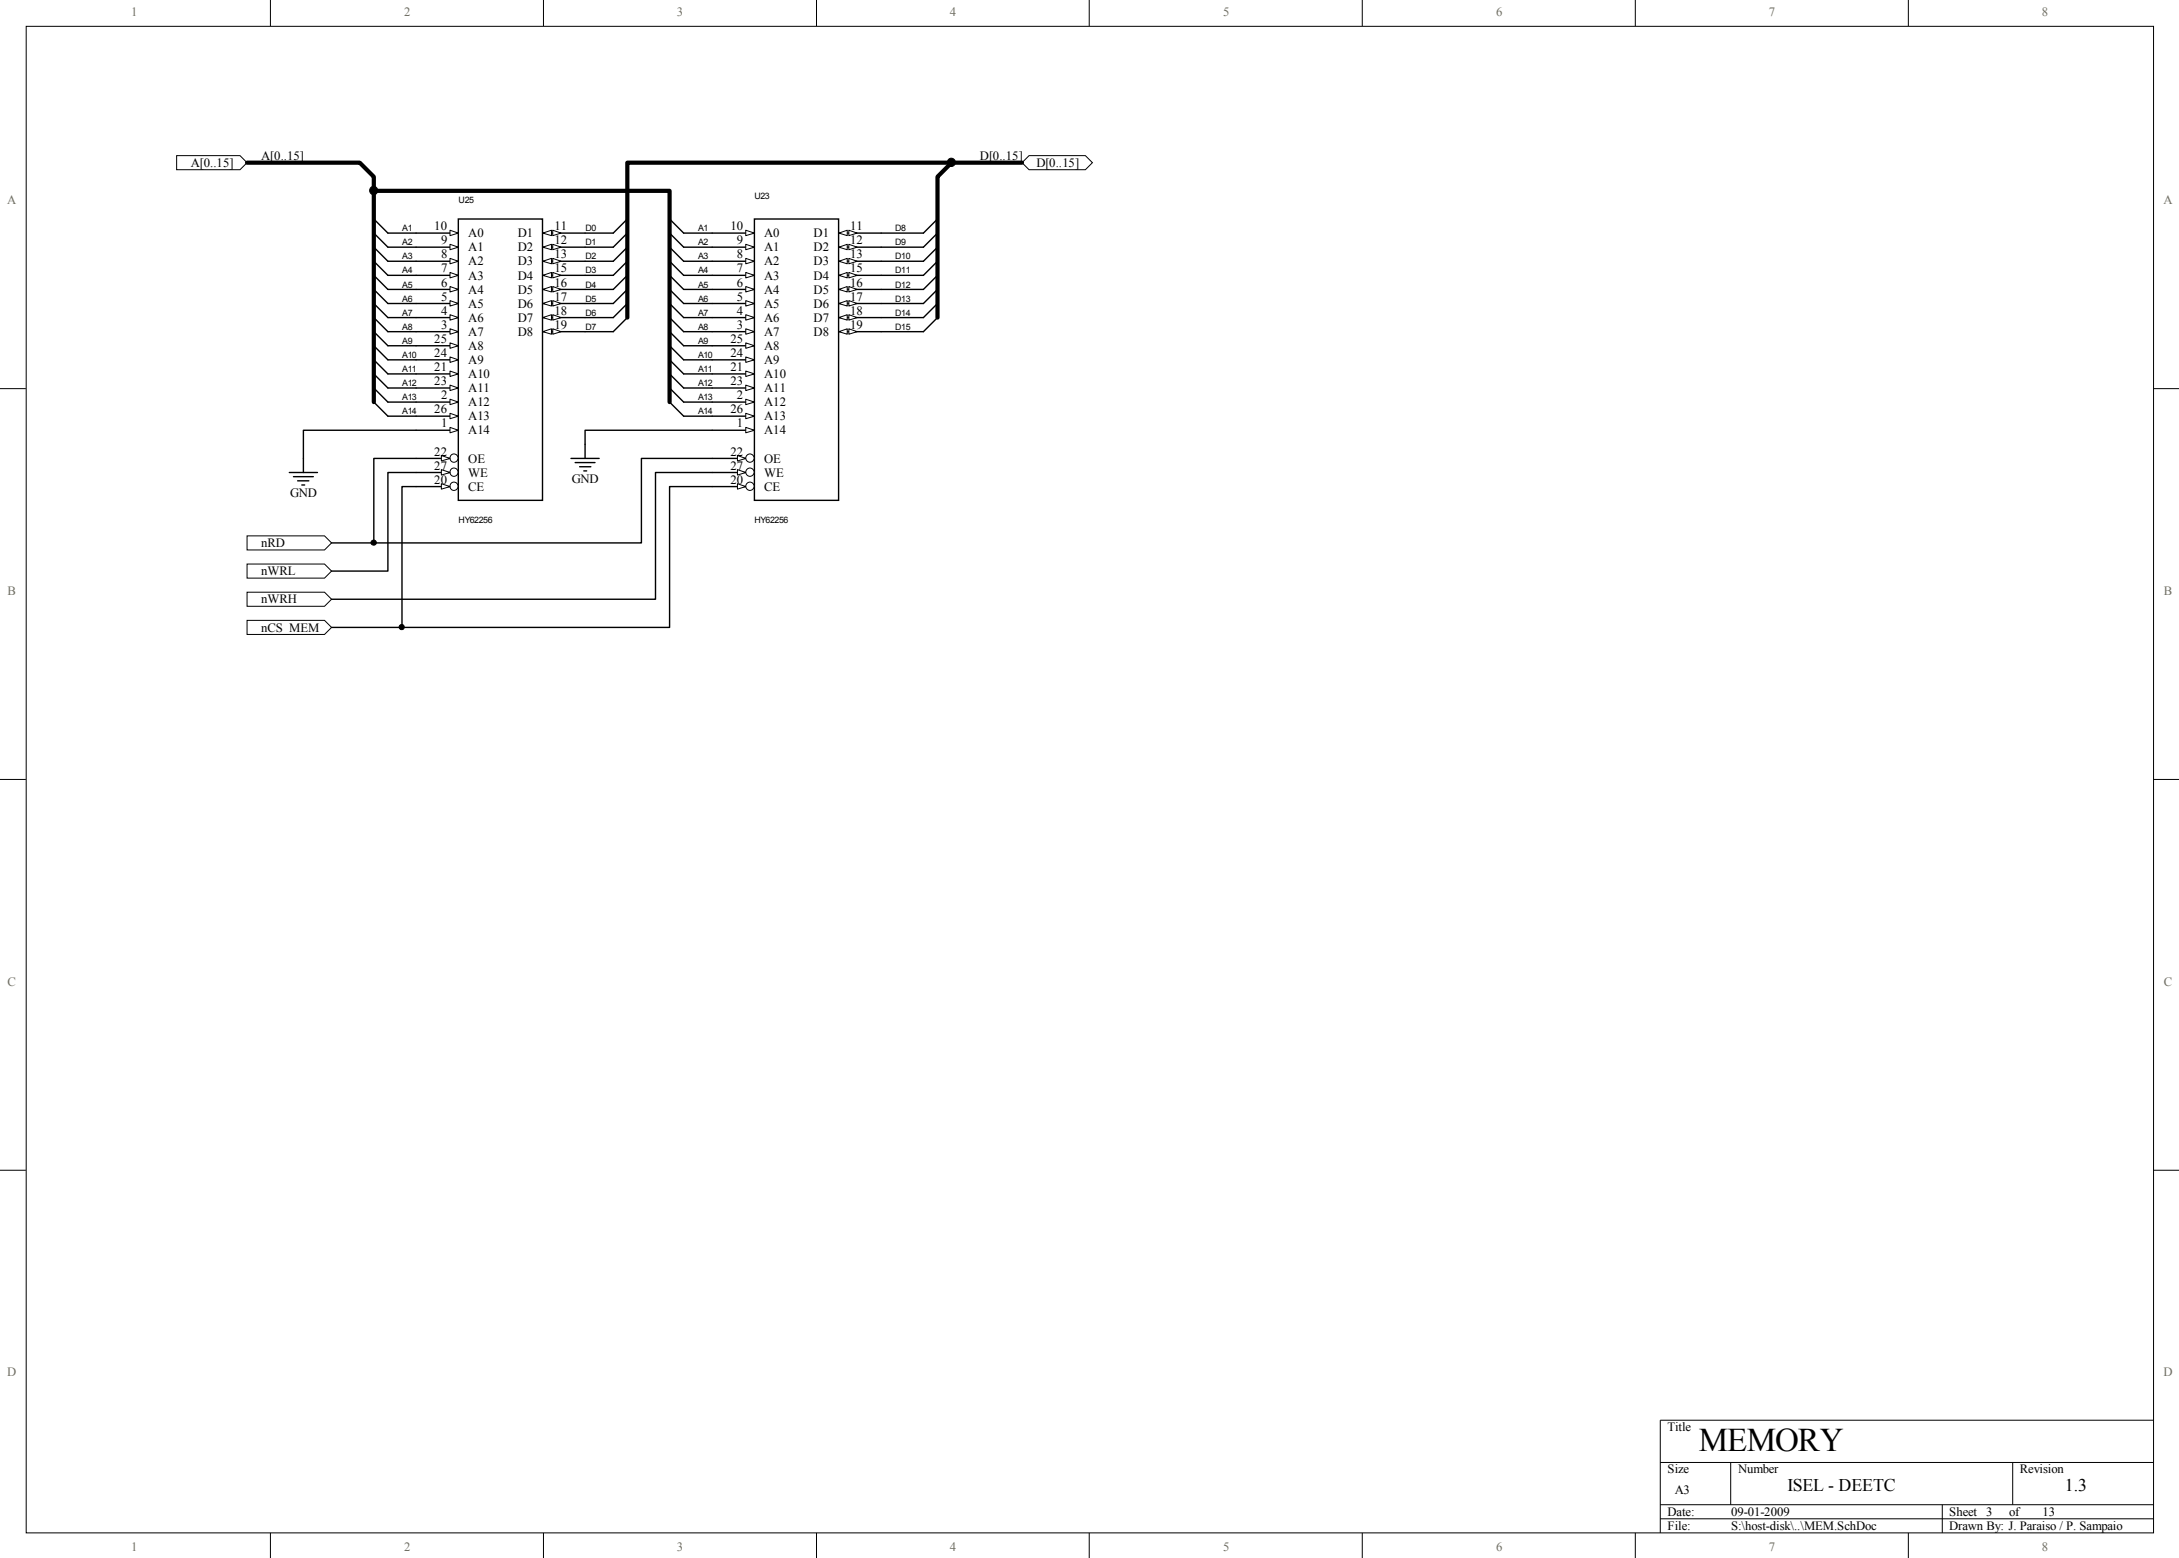 1 2 3 4 5 6 7 8
A[0..15] A[0..15] D[0..15] D[0..15]
A A
U25 U23
A1 10 A0 D1 11 D0 A1 10 A0 D1 11 D8
A2 9 A1 D2 12 D1 A2 9 A1 D2 12 D9
A3 8 A2 D3 13 D2 A3 8 A2 D3 13 D10
A4 7 A3 D4 15 D3 A4 7 A3 D4 15 D11
A5 6 A4 D5 16 D4 A5 6 A4 D5 16 D12
A6 5 A5 D6 17 D5 A6 5 A5 D6 17 D13
A7 4 A6 D7 18 D6 A7 4 A6 D7 18 D14
A8 3 A7 D8 19 D7 A8 3 A7 D8 19 D15
A9 25 A8 A9 25 A8
A10 24 A9 A10 24 A9
A11 21 A10 A11 21 A10
A12 23 A11 A12 23 A11
A13 2 A12 A13 2 A12
A14 26 A13 A14 26 A13
1 A14 1 A14
22 OE 22 OE
27 WE 27 WE
20 CE 20 CE
GND GND
HY62256 HY62256
nRD
nWRL
nWRH
nCS_MEM
B B
C C
D D
Title MEMORY
Size Number Revision
A3 ISEL - DEETC 1.3
Date: 09-01-2009 Sheet 3 of 13
File: S:\host-disk\..\MEM.SchDoc Drawn By: J. Paraiso / P. Sampaio
1 2 3 4 5 6 7 8